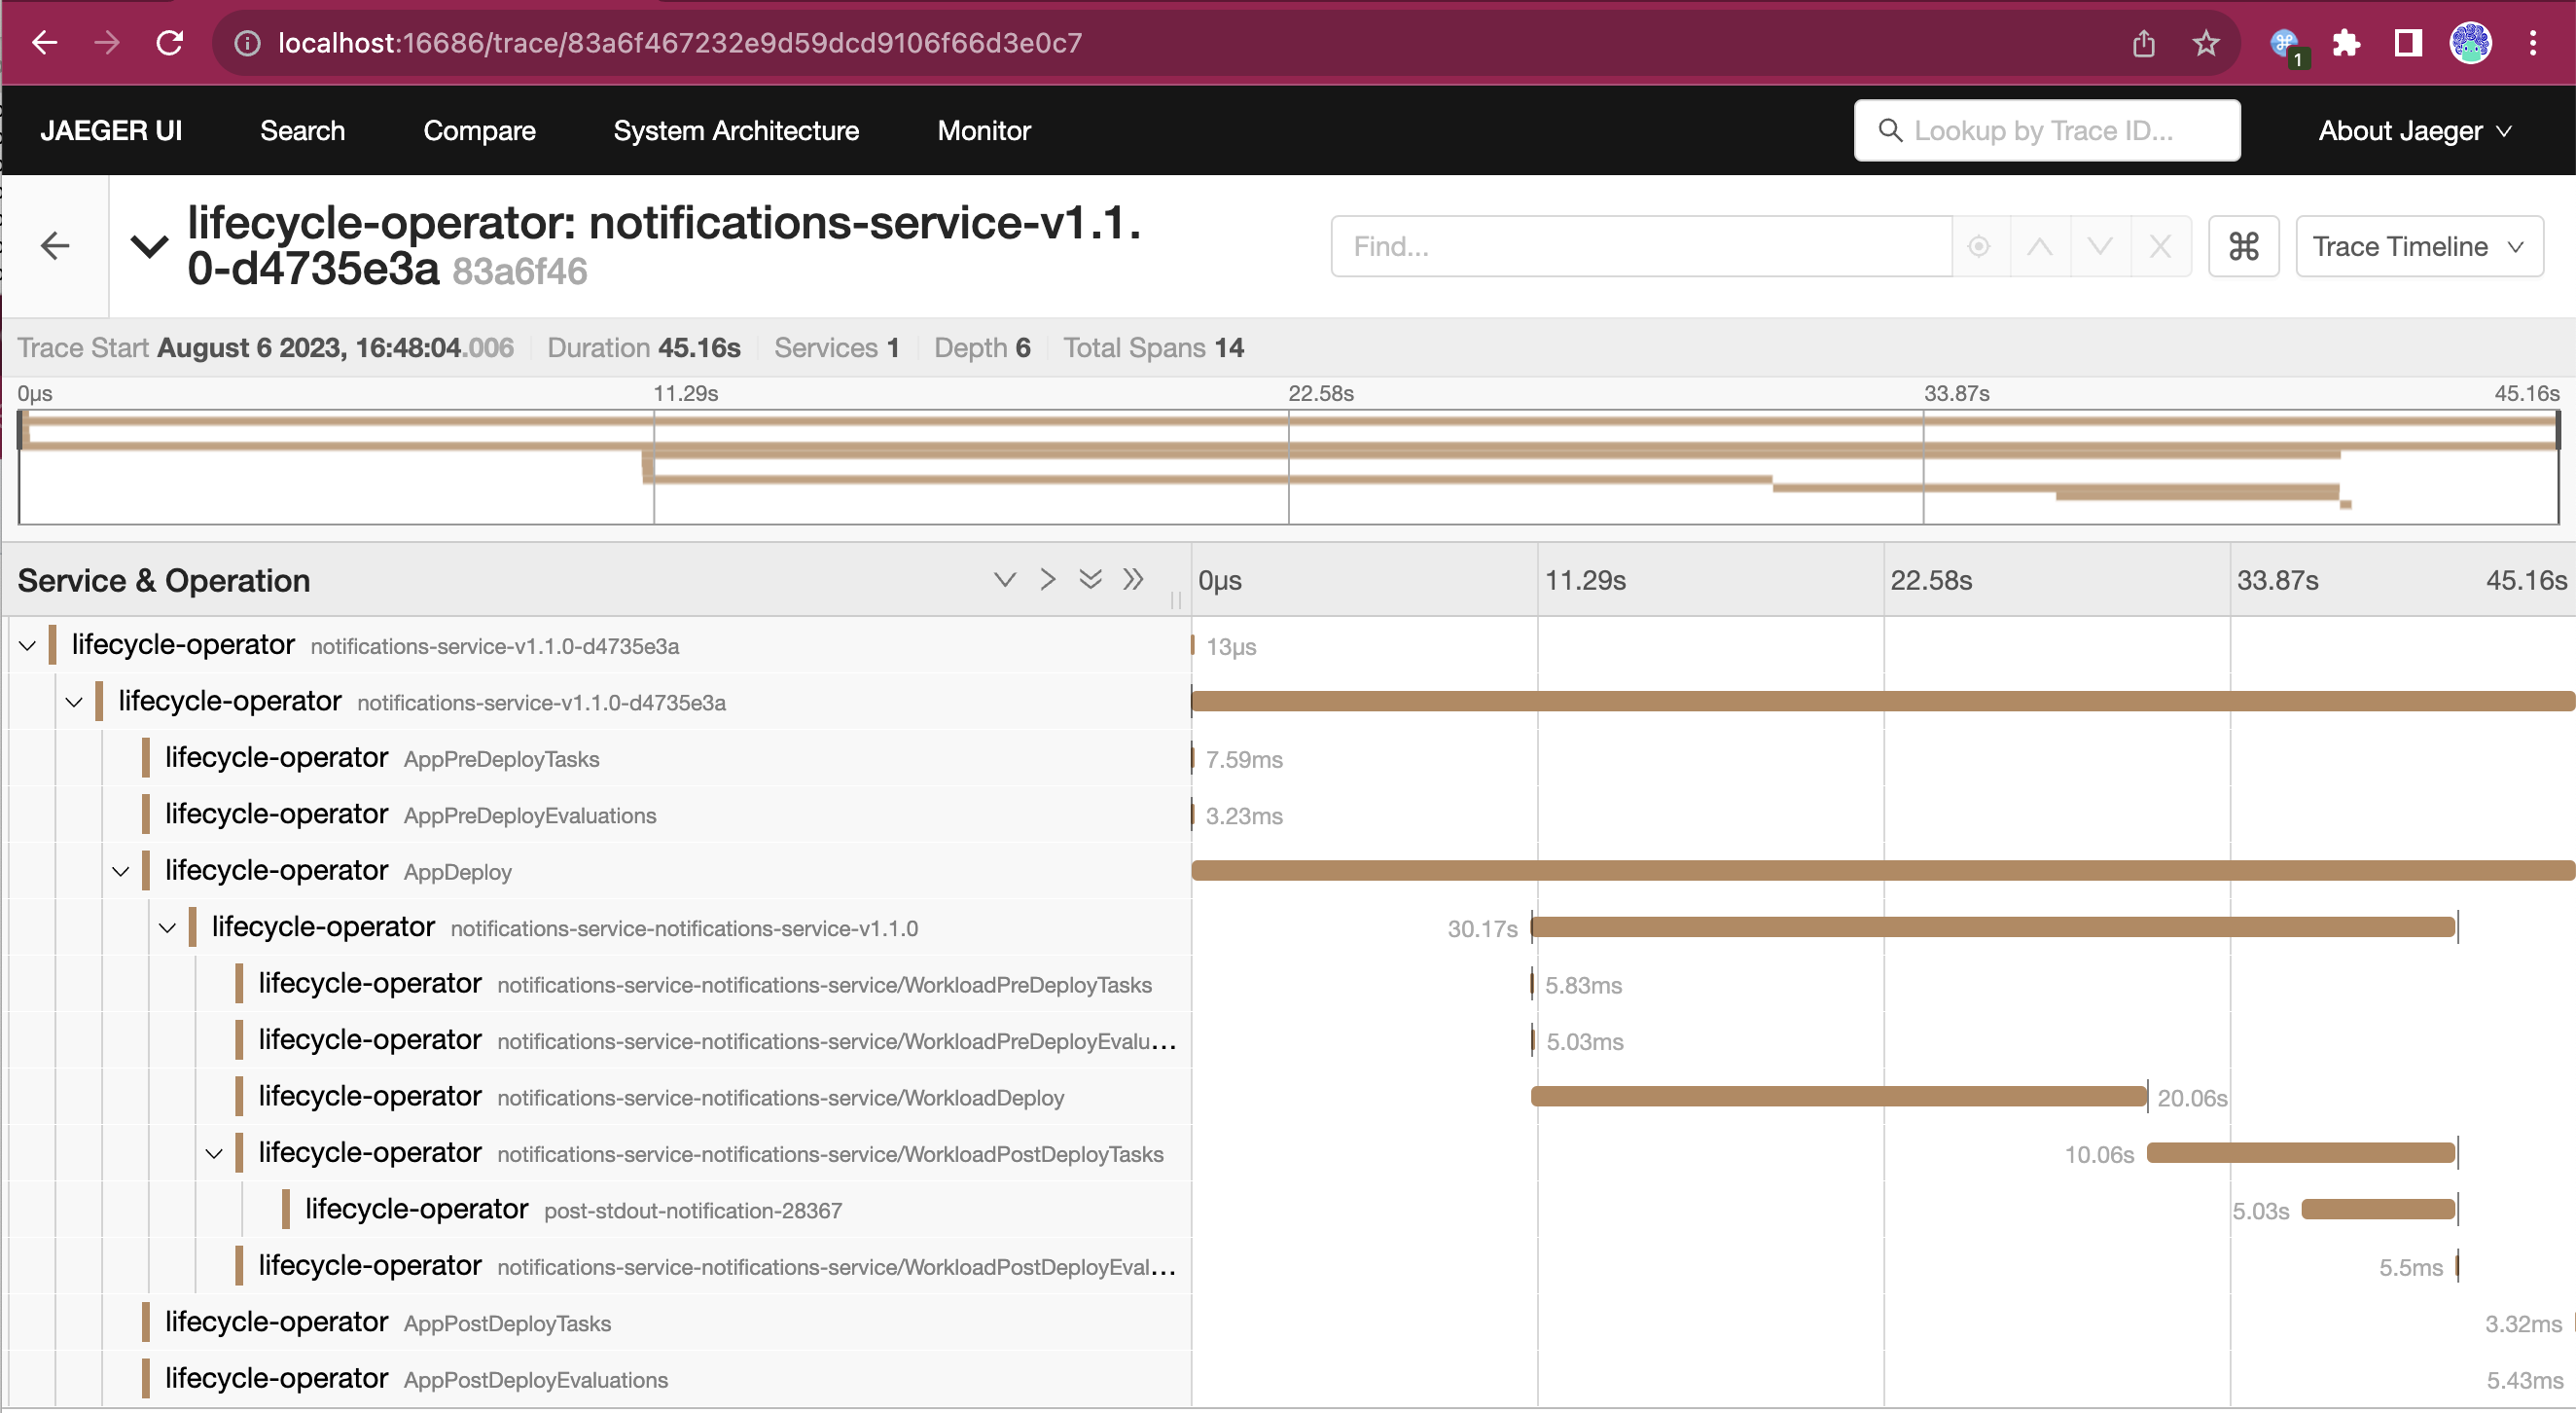 localhost:16686/trace/83a6f467232e9d59dcd9106f66d3e0c7
1
JAEGER UI Search Compare System Architecture Monitor Lookup by Trace ID... About Jaeger
lifecycle-operator: notifications-service-v1.1.
0-d4735e3a 83a6f46
Find... Trace Timeline
Trace Start August 6 2023, 16:48:04.006 Duration 45.16s Services 1 Depth 6 Total Spans 14
0μs 11.29s 22.58s 33.87s 45.16s
Service & Operation 0μs 11.29s 22.58s 33.87s 45.16s
lifecycle-operator notifications-service-v1.1.0-d4735e3a 13μs
lifecycle-operator notifications-service-v1.1.0-d4735e3a
lifecycle-operator AppPreDeployTasks 7.59ms
lifecycle-operator AppPreDeployEvaluations 3.23ms
lifecycle-operator AppDeploy
lifecycle-operator notifications-service-notifications-service-v1.1.0 30.17s
lifecycle-operator notifications-service-notifications-service/WorkloadPreDeployTasks 5.83ms
lifecycle-operator notifications-service-notifications-service/WorkloadPreDeployEvalu... 5.03ms
lifecycle-operator notifications-service-notifications-service/WorkloadDeploy 20.06s
lifecycle-operator notifications-service-notifications-service/WorkloadPostDeployTasks 10.06s
lifecycle-operator post-stdout-notification-28367 5.03s
lifecycle-operator notifications-service-notifications-service/WorkloadPostDeployEval... 5.5ms
lifecycle-operator AppPostDeployTasks 3.32ms
lifecycle-operator AppPostDeployEvaluations 5.43ms